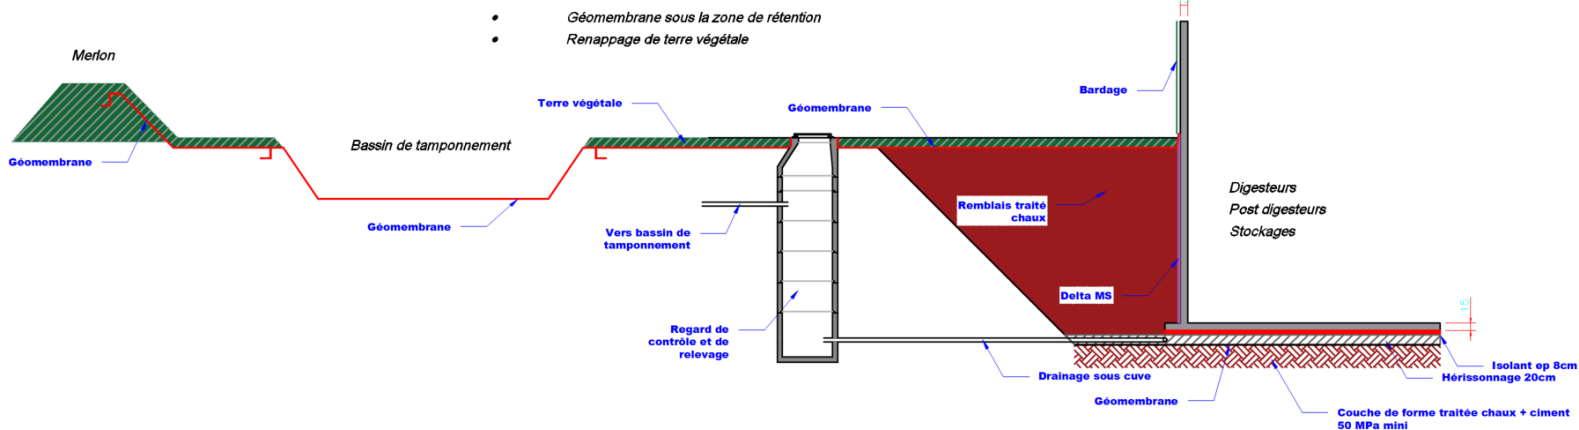 • Géomembrane sous la zone de rétention
• Renappage de terre végétale
Merlon
Bardage
Terre végétale
Géomembrane
Bassin de tamponnement
Géomembrane
Digesteurs
Post digesteurs
Stockages
Remblais traité
chaux
Géomembrane
Vers bassin de
tamponnement
Delta MS
15
Regard de
contrôle et de
relevage
Isolant ep 8cm
Drainage sous cuve
Hérissonnage 20cm
Géomembrane
Couche de forme traitée chaux + ciment
50 MPa mini